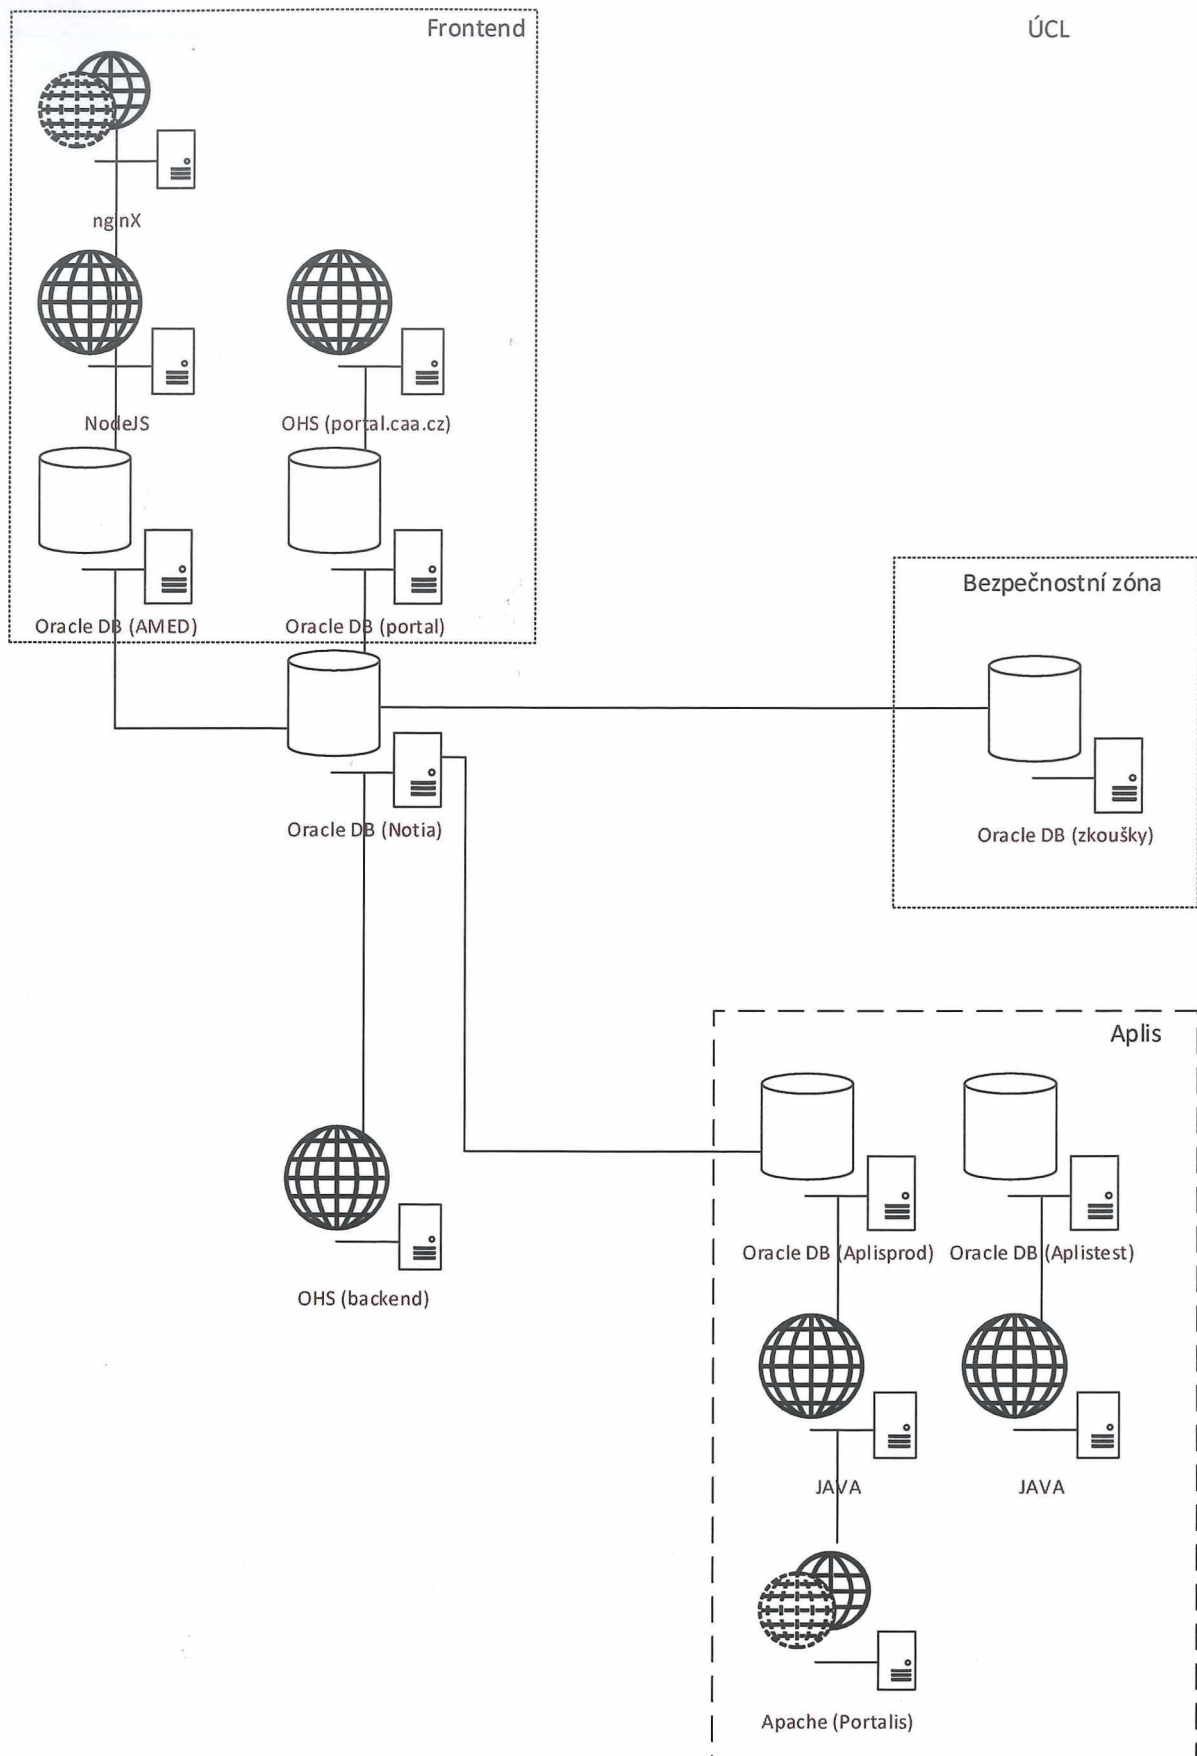 Frontend
ÚCL
nginX
NodeJS
OHS (portal.caa.cz)
Oracle DB (AMED)
Oracle DB (portal)
Bezpečnostní zóna
Oracle DB (Notia)
Oracle DB (zkoušky)
Aplis
Oracle DB (Aplisprod)
Oracle DB (Aplistest)
OHS (backend)
JAVA
JAVA
Apache (Portalis)